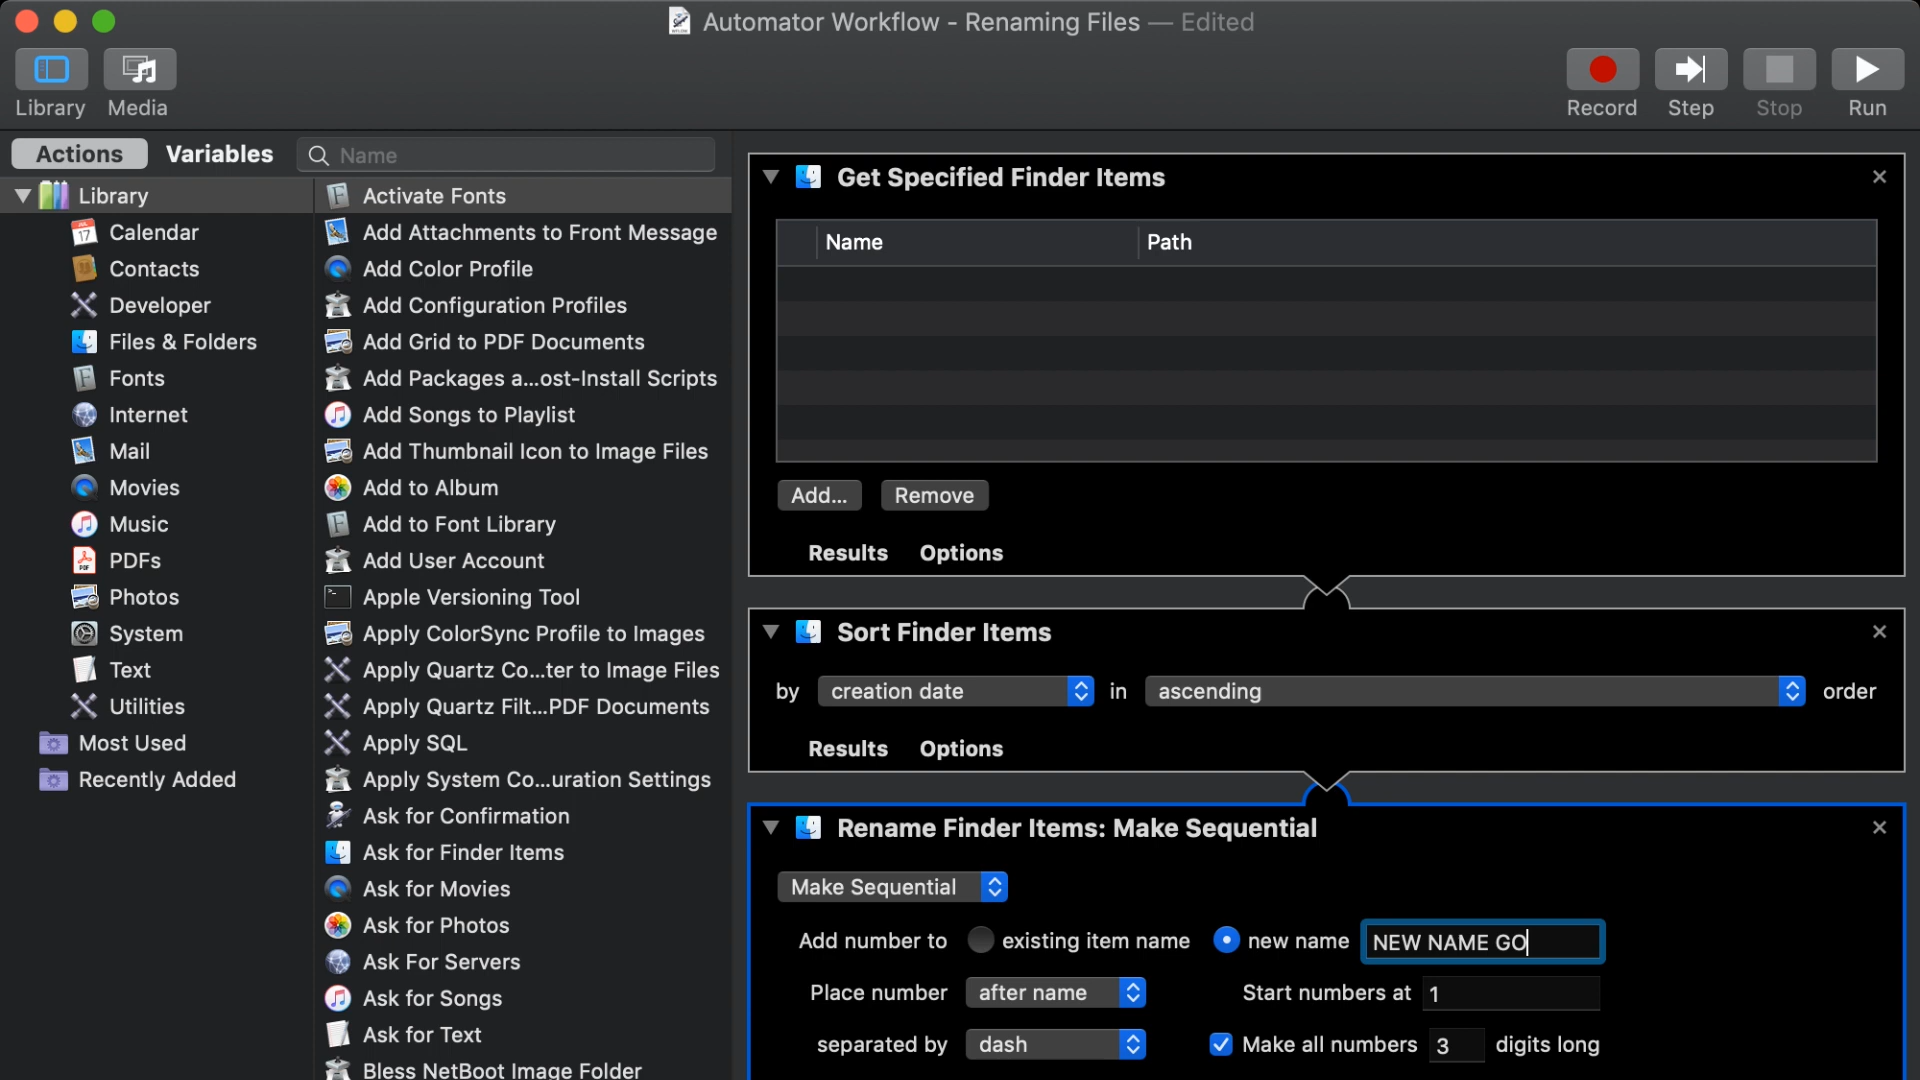 Automator Workflow - Renaming Files — Edited
Library Media
Record Step Stop Run
Actions Variables Name
Library
Calendar
Contacts
Developer
Files & Folders
Fonts
Internet
Mail
Movies
Music
PDFs
Photos
System
Text
Utilities
Most Used
Recently Added
Activate Fonts
Add Attachments to Front Message
Add Color Profile
Add Configuration Profiles
Add Grid to PDF Documents
Add Packages a...ost-Install Scripts
Add Songs to Playlist
Add Thumbnail Icon to Image Files
Add to Album
Add to Font Library
Add User Account
Apple Versioning Tool
Apply ColorSync Profile to Images
Apply Quartz Co...ter to Image Files
Apply Quartz Filt...PDF Documents
Apply SQL
Apply System Co...uration Settings
Ask for Confirmation
Ask for Finder Items
Ask for Movies
Ask for Photos
Ask For Servers
Ask for Songs
Ask for Text
Bless NetBoot Image Folder
Get Specified Finder Items
Name Path
Add... Remove
Results Options
Sort Finder Items
by creation date in ascending order
Results Options
Rename Finder Items: Make Sequential
Make Sequential
Add number to existing item name new name NEW NAME GO
Place number after name Start numbers at 1
separated by dash Make all numbers 3 digits long